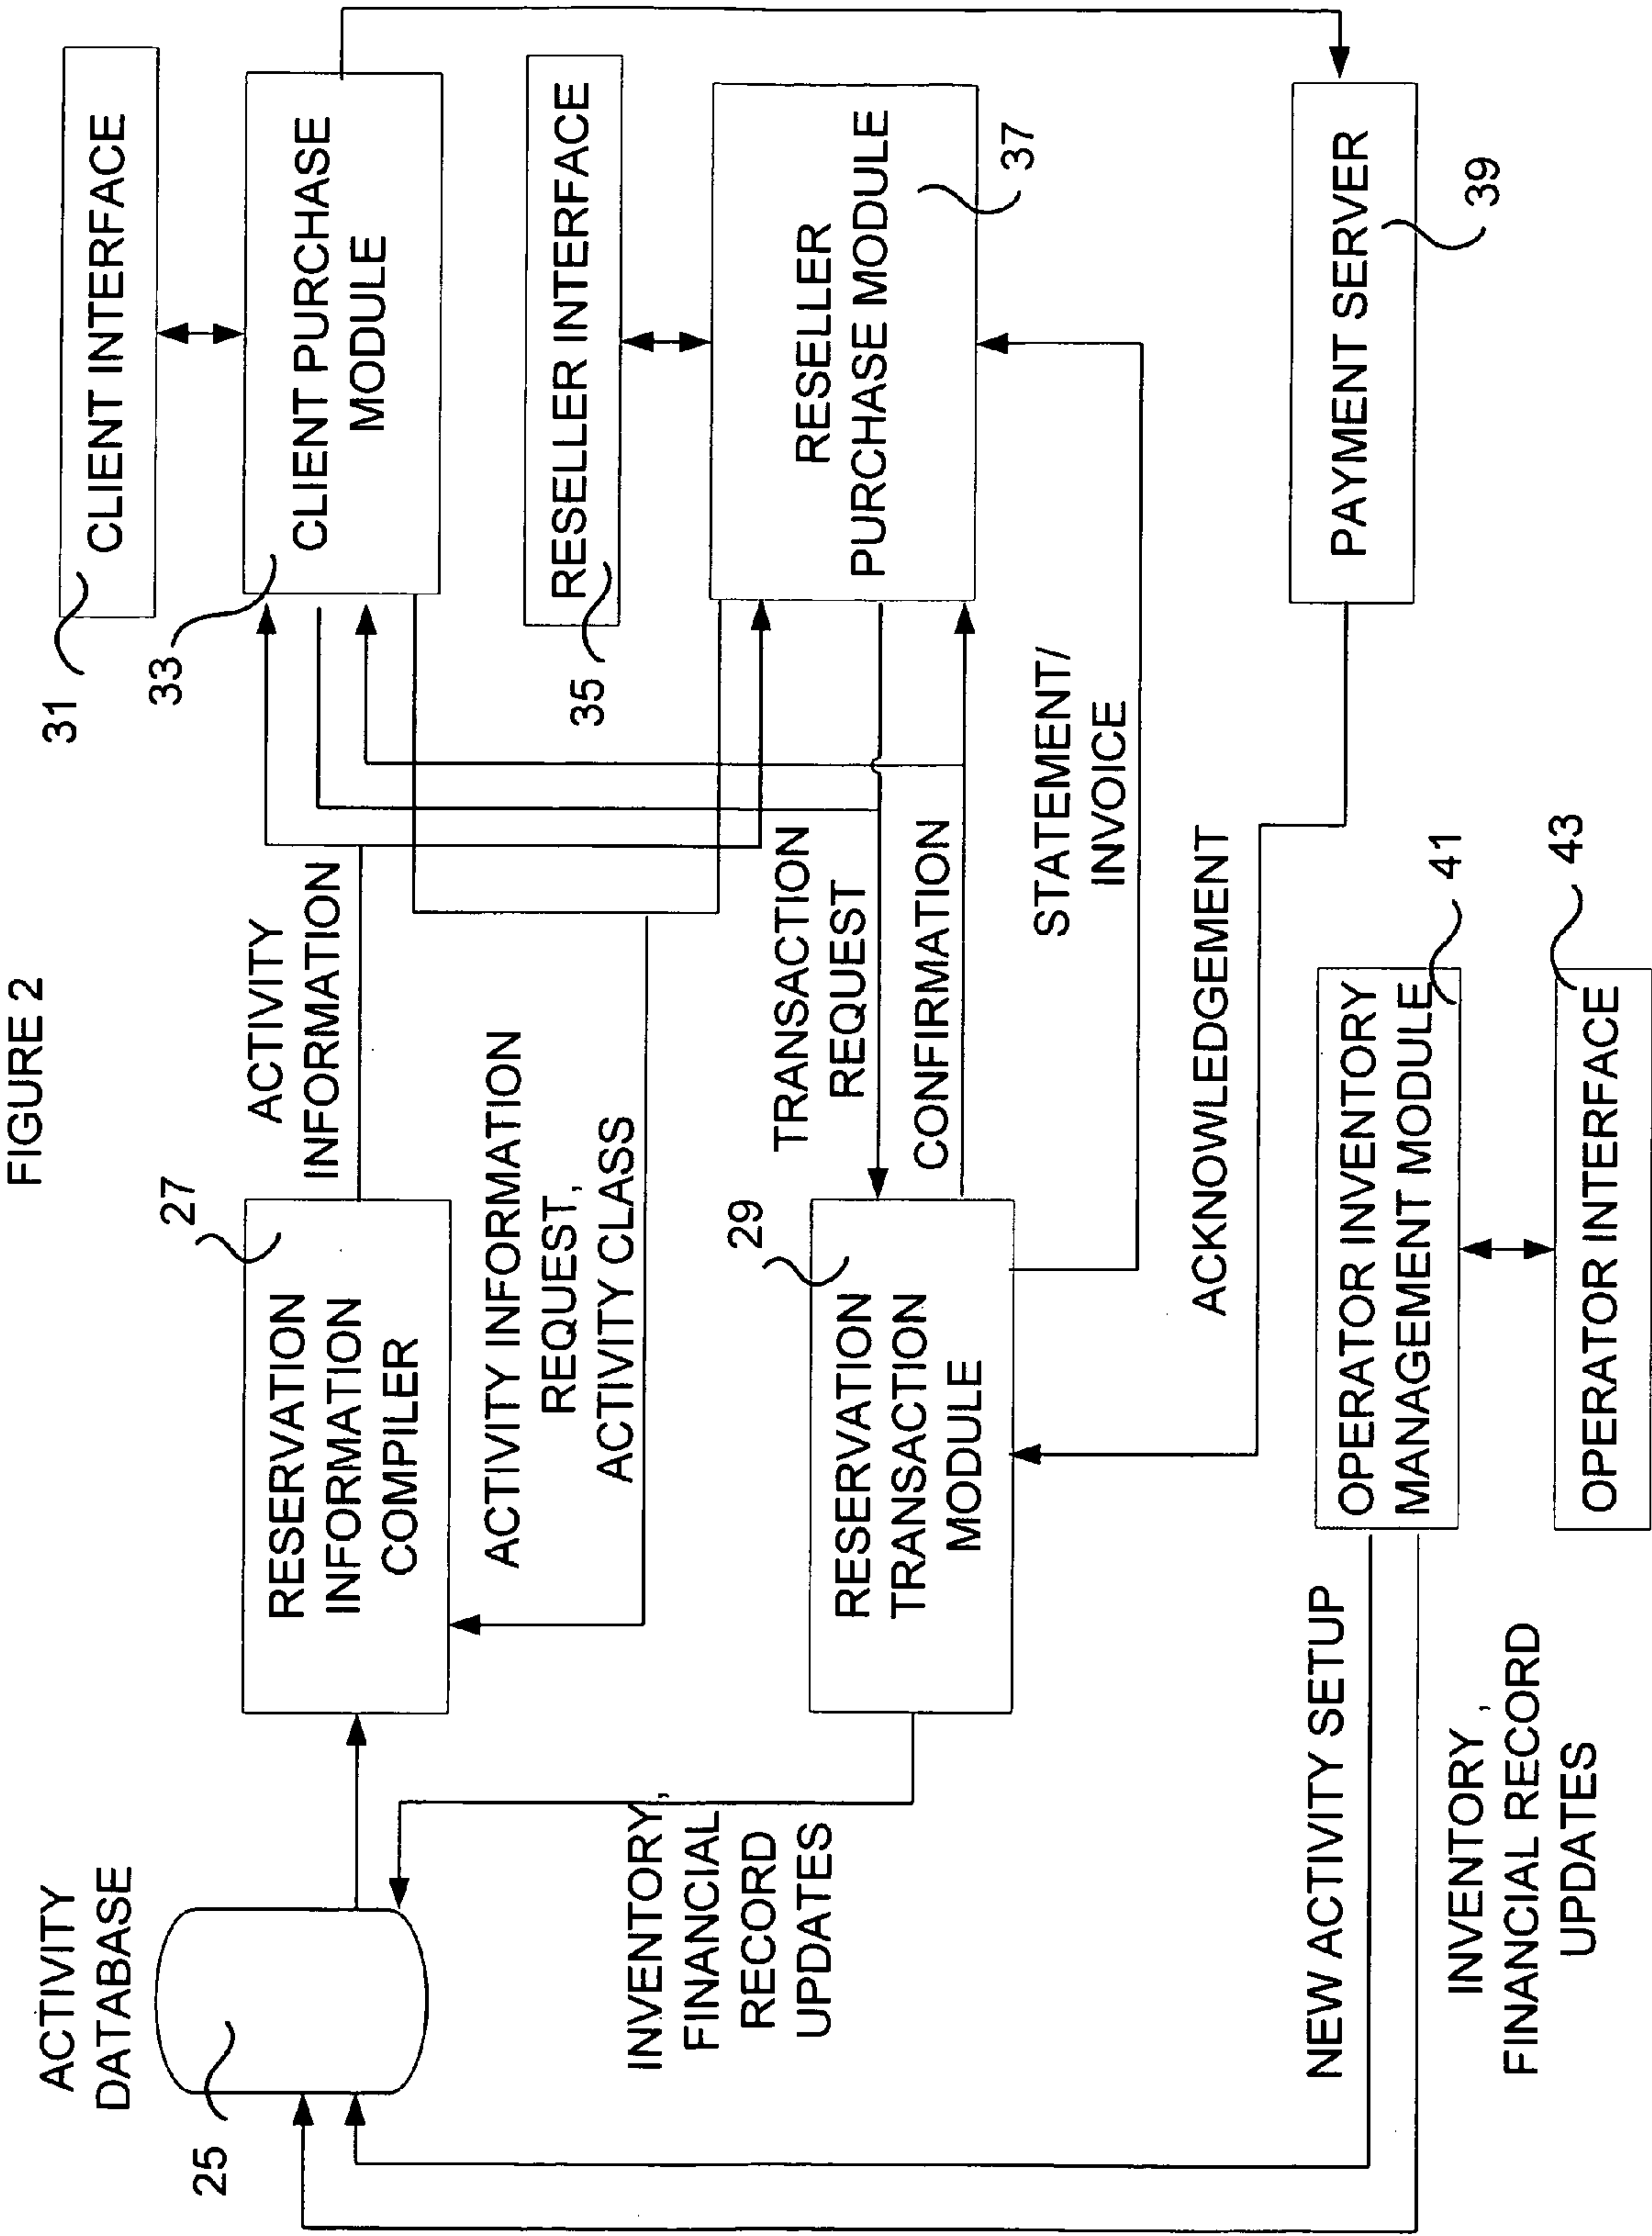 FIGURE 2
ACTIVITY
DATABASE
25
27
RESERVATION
INFORMATION
COMPILER
ACTIVITY
INFORMATION
31
CLIENT INTERFACE
33
CLIENT PURCHASE
MODULE
ACTIVITY INFORMATION
REQUEST,
ACTIVITY CLASS
35
RESELLER INTERFACE
INVENTORY,
FINANCIAL
RECORD
UPDATES
29
RESERVATION
TRANSACTION
MODULE
TRANSACTION
REQUEST
CONFIRMATION
RESELLER
PURCHASE MODULE
37
STATEMENT/
INVOICE
ACKNOWLEDGEMENT
PAYMENT SERVER
39
NEW ACTIVITY SETUP
INVENTORY ,
FINANCIAL RECORD
UPDATES
OPERATOR INVENTORY
MANAGEMENT MODULE
41
OPERATOR INTERFACE
43